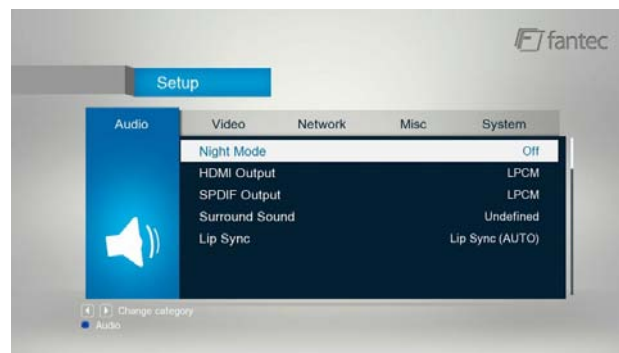 fantec
Setup
Audio Video Network Misc System
Night Mode Off
HDMI Output LPCM
SPDIF Output LPCM
Surround Sound Undefined
Lip Sync Lip Sync (AUTO)
Change category
Audio